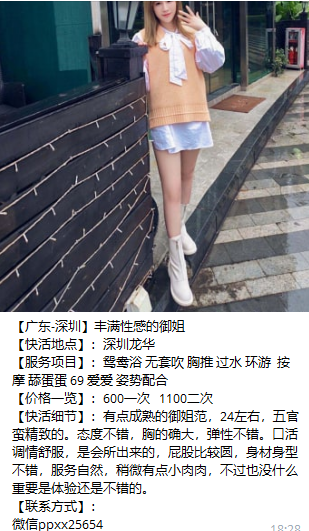 【广东-深圳】丰满性感的御姐
【快活地点】：深圳龙华
【服务项目】：鸳鸯浴 无套吹 胸推 过水 环游 按
摩 舔蛋蛋 69 爱爱 姿势配合
【价格一览】：600一次 1100二次
【快活细节】：有点成熟的御姐范，24左右，五官
蛮精致的。态度不错，胸的确大，弹性不错。口活
调情舒服，是会所出来的，屁股比较圆，身材身型
不错，服务自然，稍微有点小肉肉，不过也没什么
重要是体验还是不错的。
【联系方式】：
微信ppxx25654
18:28